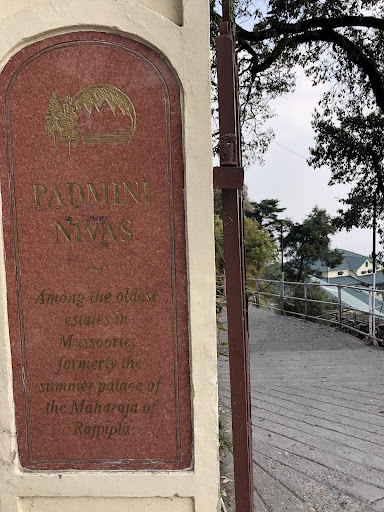 PADMINI
NIVAS
~
Among the oldest
estates in
Mussoorie;
formerly the
summer palace of
the Maharaja of
Rajpipla